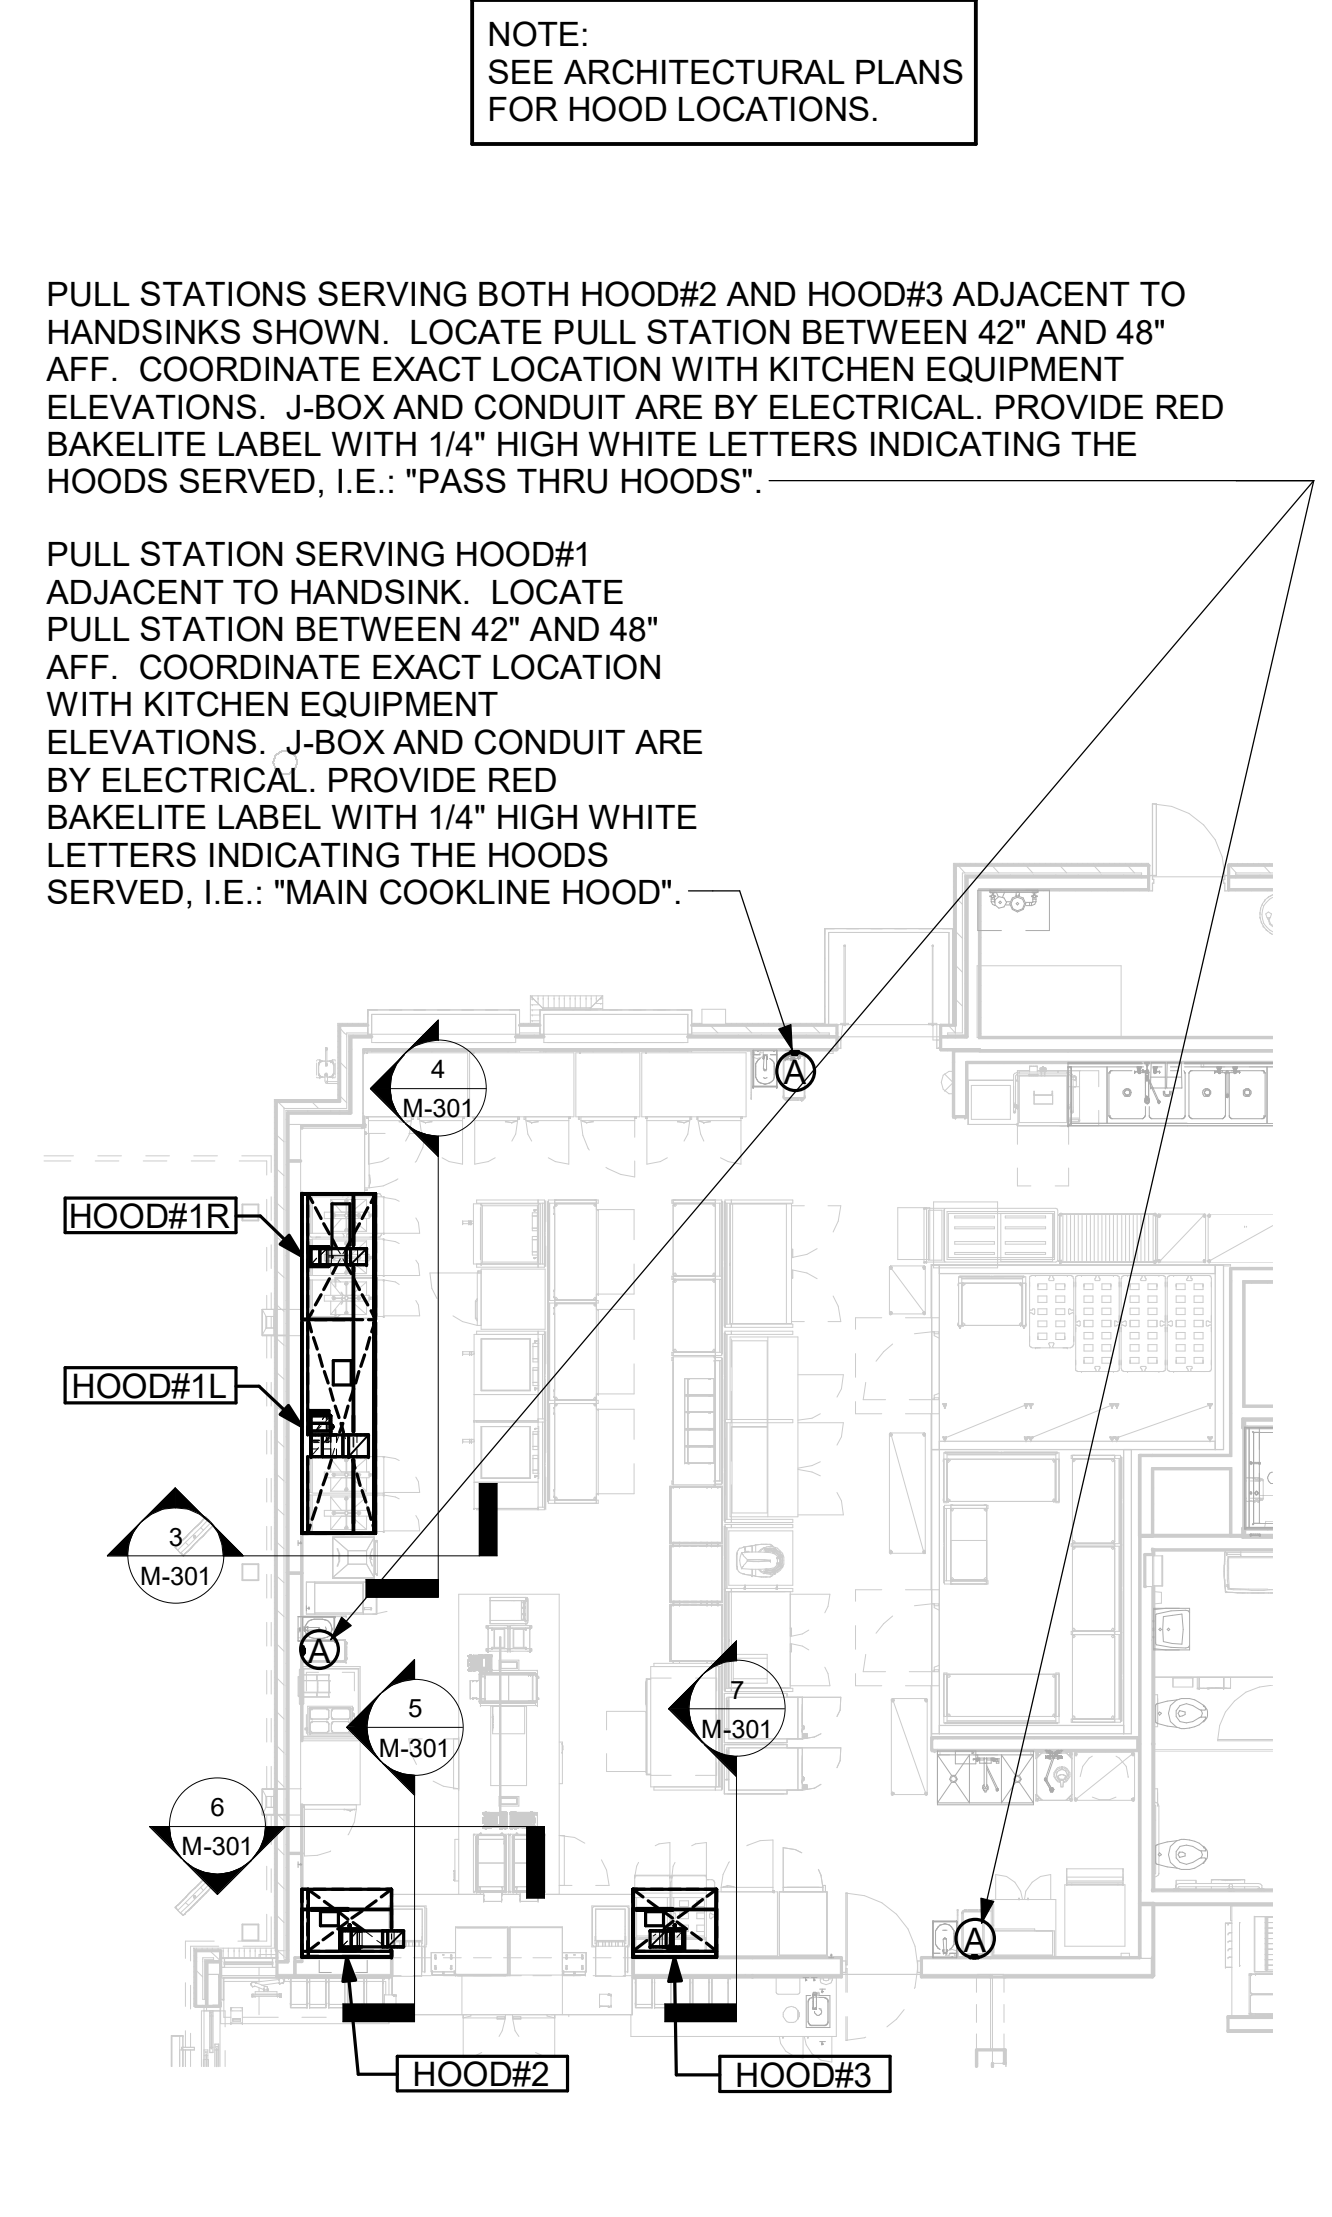 NOTE:
SEE ARCHITECTURAL PLANS
FOR HOOD LOCATIONS.
PULL STATIONS SERVING BOTH HOOD#2 AND HOOD#3 ADJACENT TO
HANDSINKS SHOWN. LOCATE PULL STATION BETWEEN 42" AND 48"
AFF. COORDINATE EXACT LOCATION WITH KITCHEN EQUIPMENT
ELEVATIONS. J-BOX AND CONDUIT ARE BY ELECTRICAL. PROVIDE RED
BAKELITE LABEL WITH 1/4" HIGH WHITE LETTERS INDICATING THE
HOODS SERVED, I.E.: "PASS THRU HOODS".
PULL STATION SERVING HOOD#1
ADJACENT TO HANDSINK. LOCATE
PULL STATION BETWEEN 42" AND 48"
AFF. COORDINATE EXACT LOCATION
WITH KITCHEN EQUIPMENT
ELEVATIONS. J-BOX AND CONDUIT ARE
BY ELECTRICAL. PROVIDE RED
BAKELITE LABEL WITH 1/4" HIGH WHITE
LETTERS INDICATING THE HOODS
SERVED, I.E.: "MAIN COOKLINE HOOD".
A
4
M-301
HOOD#1R
HOOD#1L
3
M-301
A
5
M-301
7
M-301
6
M-301
A
HOOD#2
HOOD#3